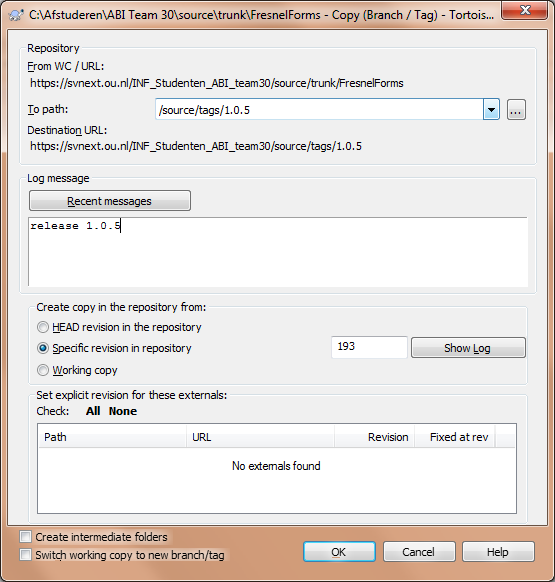 C:\Afstuderen\ABI Team 30\source\trunk\FresnelForms - Copy (Branch / Tag) - Tortois...
Repository
From WC / URL:
https://svnext.ou.nl/INF_Studenten_ABI_team30/source/trunk/FresnelForms
To path: /source/tags/1.0.5 ...
Destination URL:
https://svnext.ou.nl/INF_Studenten_ABI_team30/source/tags/1.0.5
Log message
Recent messages
release 1.0.5
Create copy in the repository from:
HEAD revision in the repository
Specific revision in repository 193 Show Log
Working copy
Set explicit revision for these externals:
Check: All None
Path URL Revision Fixed at rev
No externals found
Create intermediate folders
Switch working copy to new branch/tag OK Cancel Help